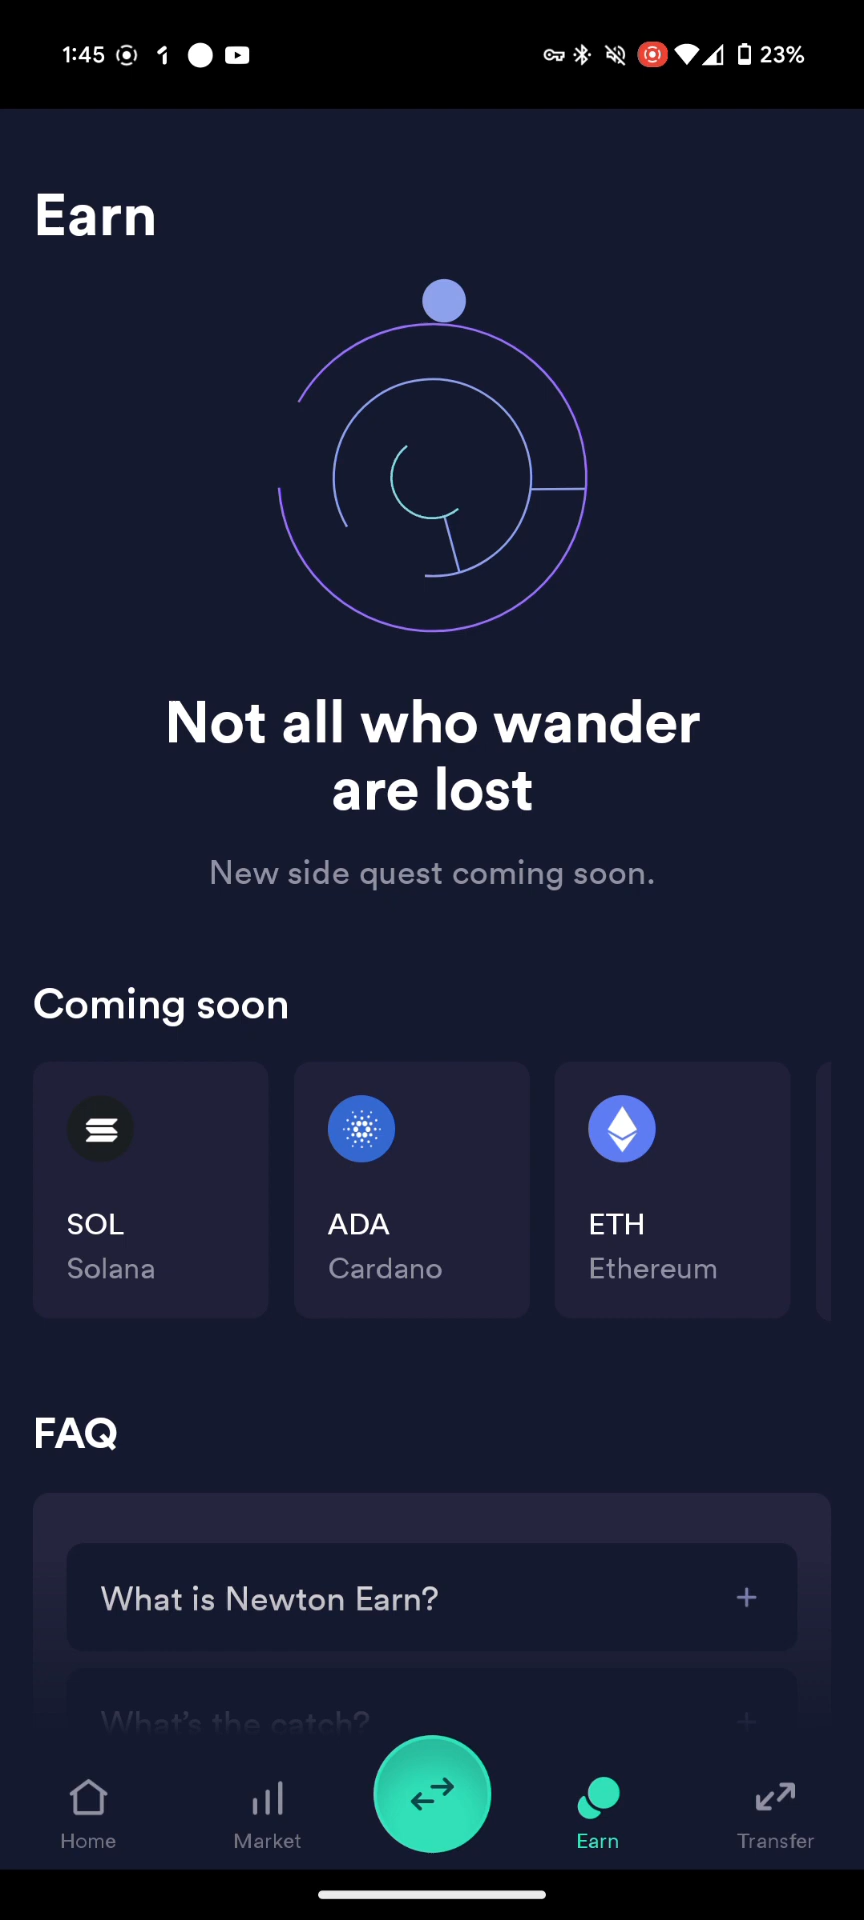 1:45
23%
Earn
Not all who wander
are lost
New side quest coming soon.
Coming soon
SOL
Solana
ADA
Cardano
ETH
Ethereum
FAQ
What is Newton Earn?
+
What's the catch?
+
Home
Market
Earn
Transfer